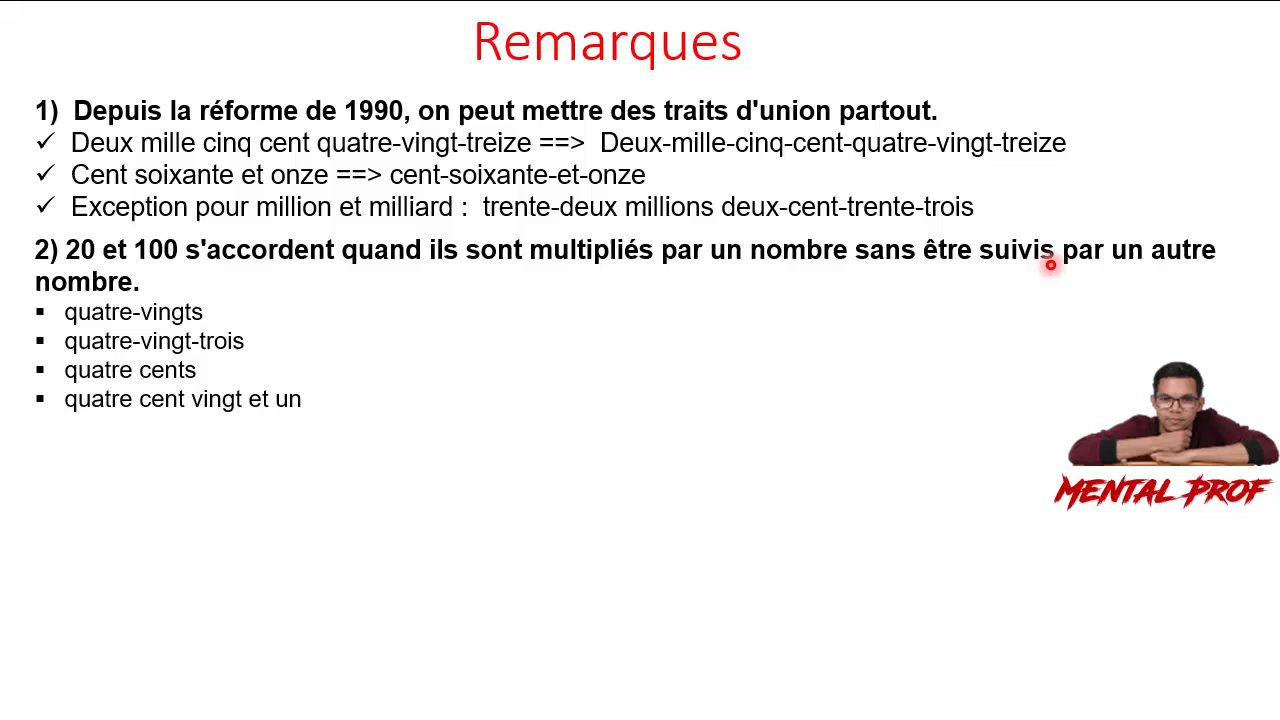 Remarques
1) Depuis la réforme de 1990, on peut mettre des traits d'union partout.
✓ Deux mille cinq cent quatre-vingt-treize ==> Deux-mille-cinq-cent-quatre-vingt-treize
✓ Cent soixante et onze ==> cent-soixante-et-onze
✓ Exception pour million et milliard : trente-deux millions deux-cent-trente-trois
2) 20 et 100 s'accordent quand ils sont multipliés par un nombre sans être suivis par un autre
nombre.
▪ quatre-vingts
▪ quatre-vingt-trois
▪ quatre cents
▪ quatre cent vingt et un
MENTAL PROF